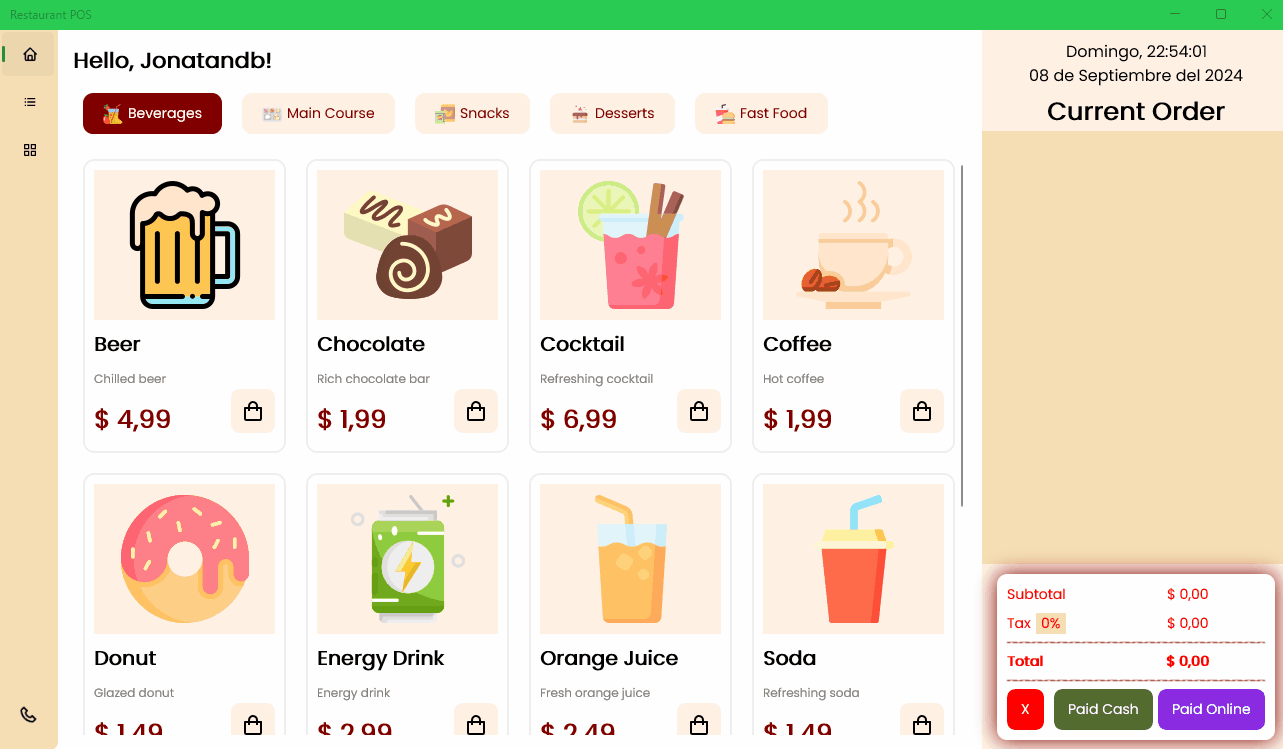 Restaurant POS
Hello, Jonatandb!
Beverages
Main Course
Snacks
Desserts
Fast Food
Beer
Chilled beer
$ 4,99
Chocolate
Rich chocolate bar
$ 1,99
Cocktail
Refreshing cocktail
$ 6,99
Coffee
Hot coffee
$ 1,99
Donut
Glazed donut
$ 1,49
Energy Drink
Energy drink
$ 2,99
Orange Juice
Fresh orange juice
$ 2,49
Soda
Refreshing soda
$ 1,49
Domingo, 22:54:01
08 de Septiembre del 2024
Current Order
Subtotal $ 0,00
Tax 0% $ 0,00
Total $ 0,00
X Paid Cash Paid Online